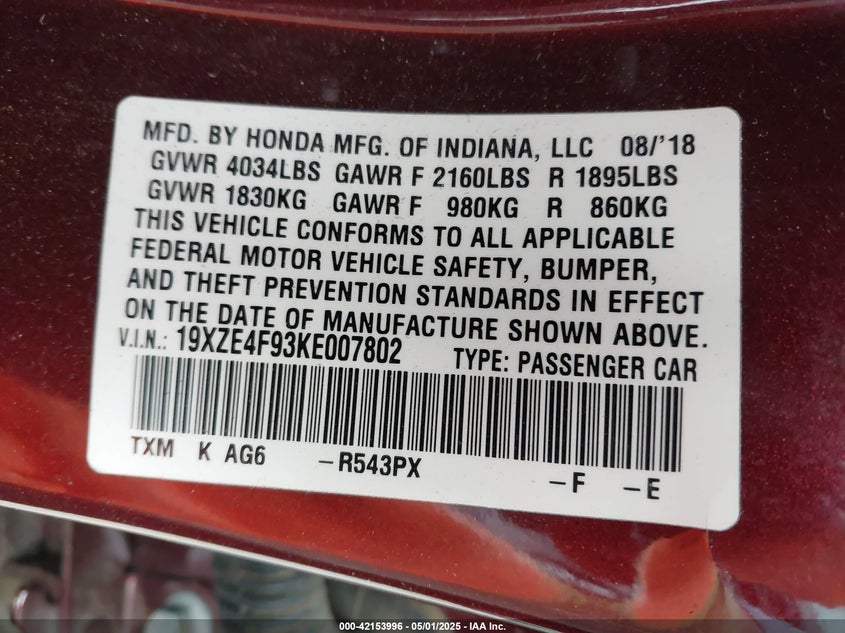 MFD. BY HONDA MFG. OF INDIANA, LLC 08/'18
GVWR 4034LBS GAWR F 2160LBS R 1895LBS
GVWR 1830KG GAWR F 980KG R 860KG
THIS VEHICLE CONFORMS TO ALL APPLICABLE
FEDERAL MOTOR VEHICLE SAFETY, BUMPER,
AND THEFT PREVENTION STANDARDS IN EFFECT
ON THE DATE OF MANUFACTURE SHOWN ABOVE.
V.I.N.: 19XZE4F93KE007802 TYPE: PASSENGER CAR
TXM K AG6 -R543PX -F -E
000-42153996 - 05/01/2025 - IAA Inc.